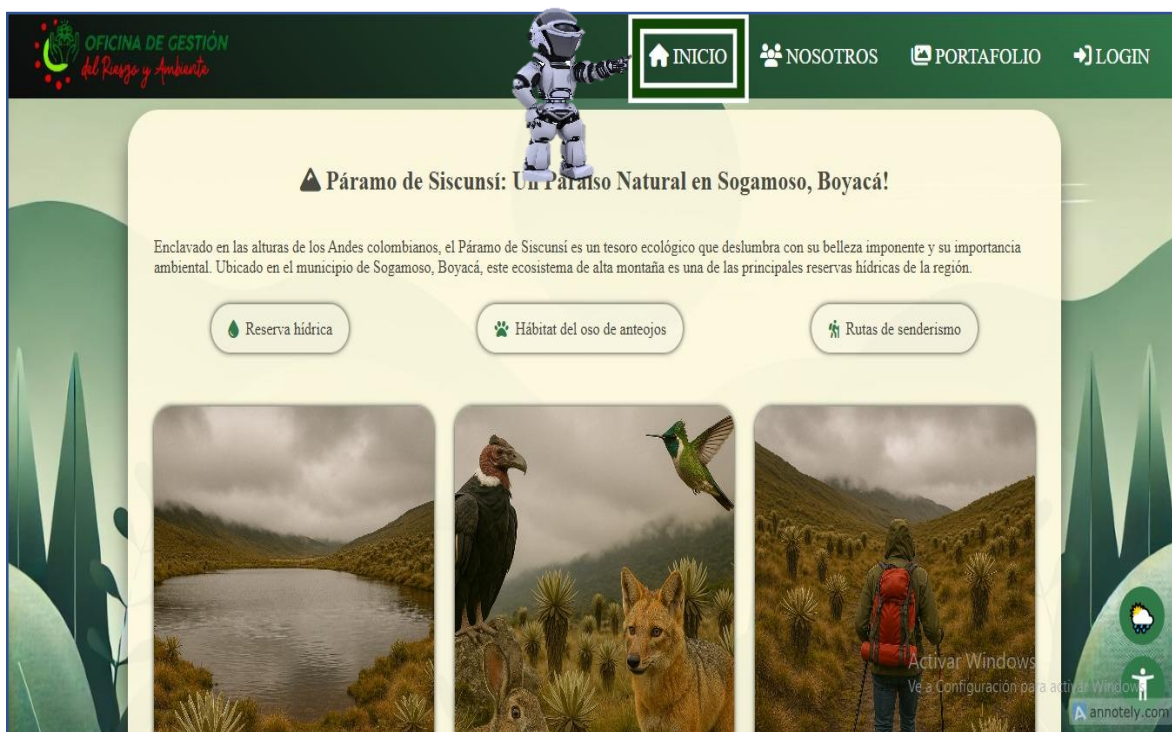 OFICINA DE GESTIÓN
del Riesgo y Ambiente
INICIO
NOSOTROS
PORTAFOLIO
LOGIN
Páramo de Siscunsí: Un Paraíso Natural en Sogamoso, Boyacá!
Enclavado en las alturas de los Andes colombianos, el Páramo de Siscunsí es un tesoro ecológico que deslumbra con su belleza imponente y su importancia
ambiental. Ubicado en el municipio de Sogamoso, Boyacá, este ecosistema de alta montaña es una de las principales reservas hídricas de la región.
Reserva hídrica
Hábitat del oso de anteojos
Rutas de senderismo
Activar Windows
Ve a Configuración para activar Windows.
annotely.com